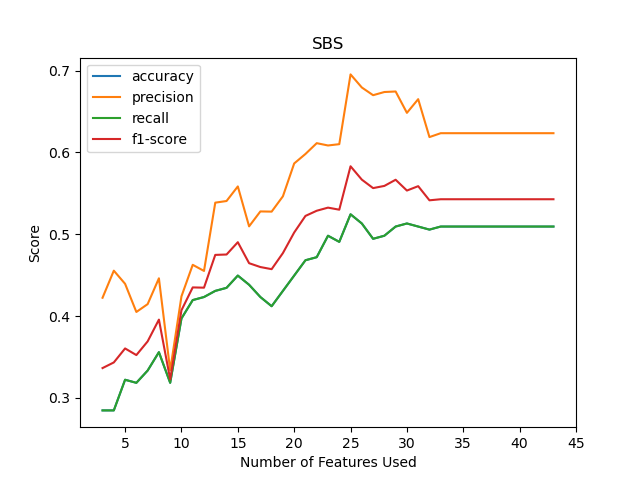 SBS
accuracy
precision
recall
f1-score
0.7
0.6
0.5
0.4
0.3
Score
5 10 15 20 25 30 35 40 45
Number of Features Used